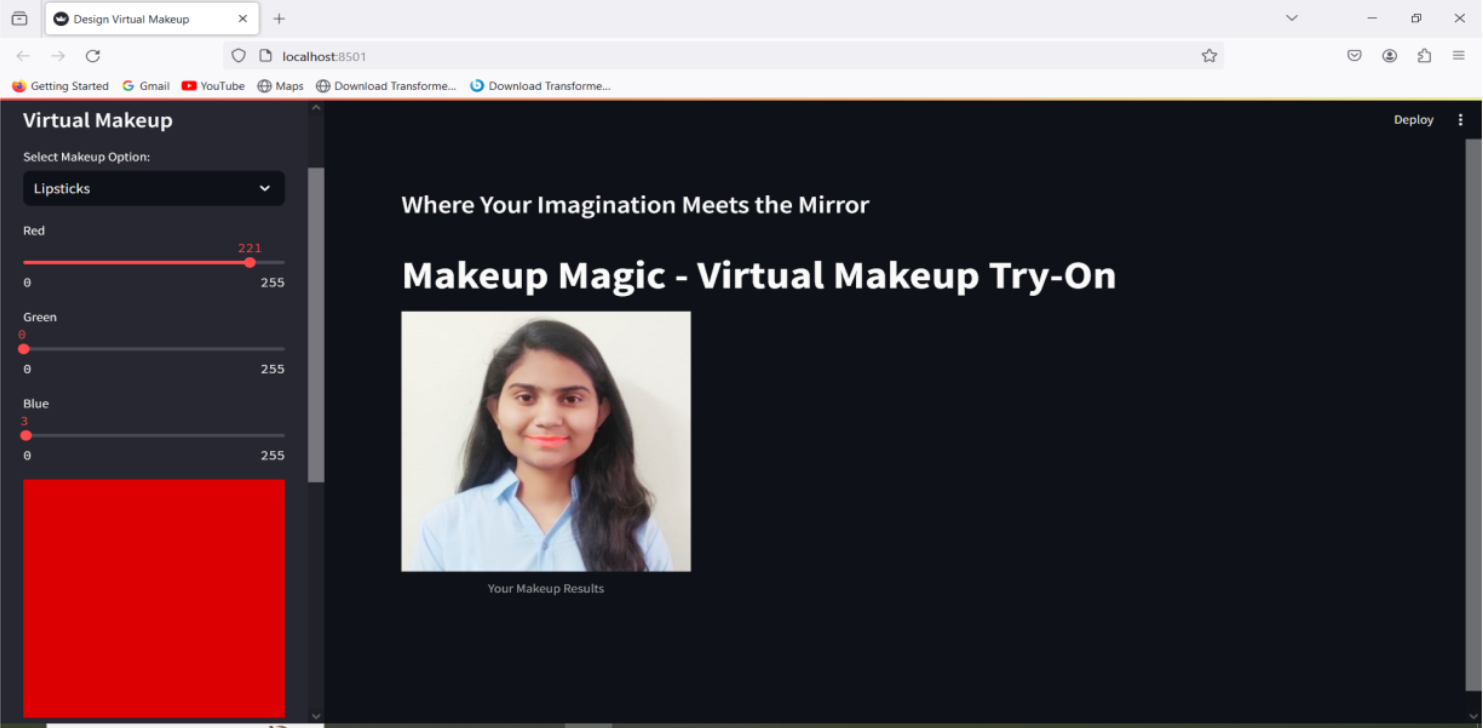 Design Virtual Makeup
localhost:8501
Getting Started Gmail YouTube Maps Download Transforme... Download Transforme...
Virtual Makeup
Select Makeup Option:
Lipsticks
Red
221
0 255
Green
0
0 255
Blue
3
0 255
Deploy
Where Your Imagination Meets the Mirror
Makeup Magic - Virtual Makeup Try-On
Your Makeup Results